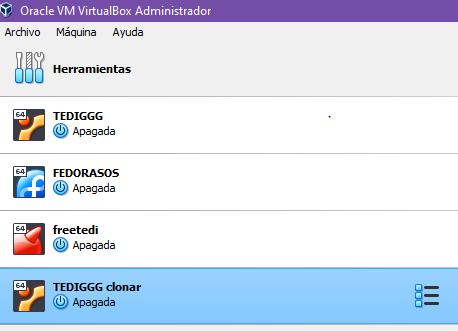 Oracle VM VirtualBox Administrador
Archivo Máquina Ayuda
Herramientas
64
TEDIGGG
Apagada
64
FEDORASOS
Apagada
64
freetedi
Apagada
64
TEDIGGG clonar
Apagada